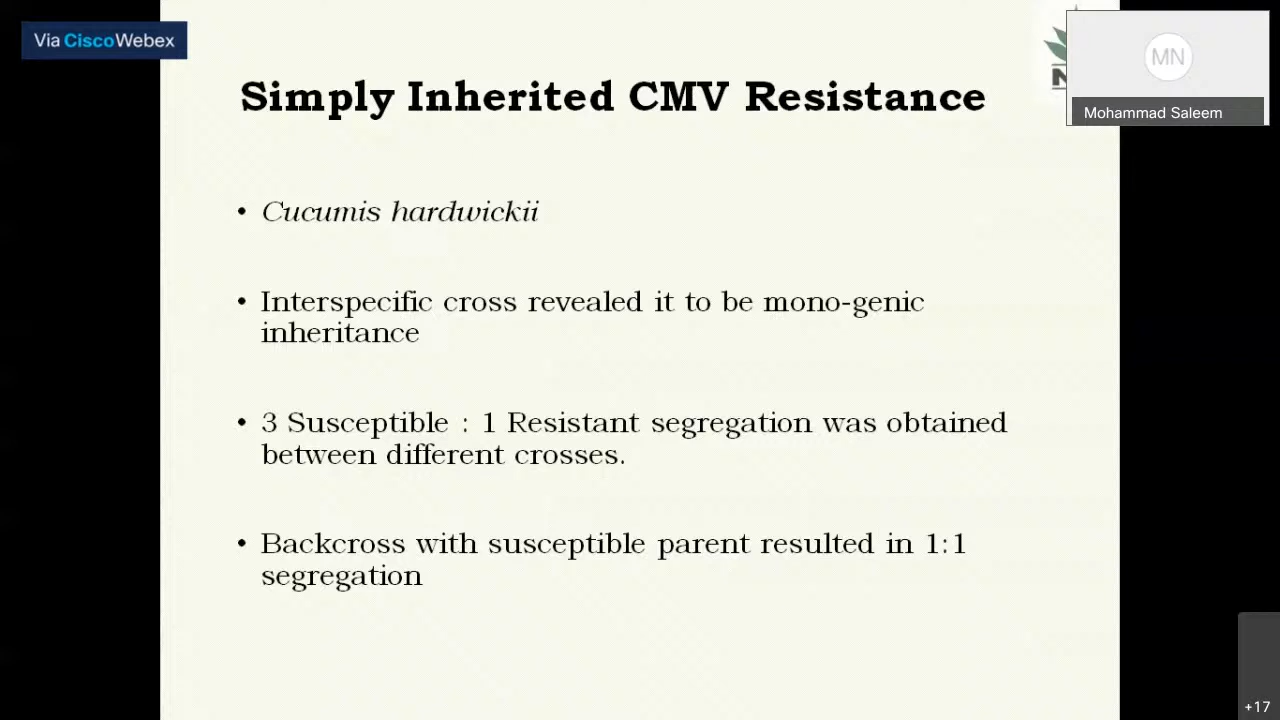 Via CiscoWebex
MN
Mohammad Saleem
Simply Inherited CMV Resistance
• Cucumis hardwickii
• Interspecific cross revealed it to be mono-genic
inheritance
• 3 Susceptible : 1 Resistant segregation was obtained
between different crosses.
• Backcross with susceptible parent resulted in 1:1
segregation
+17